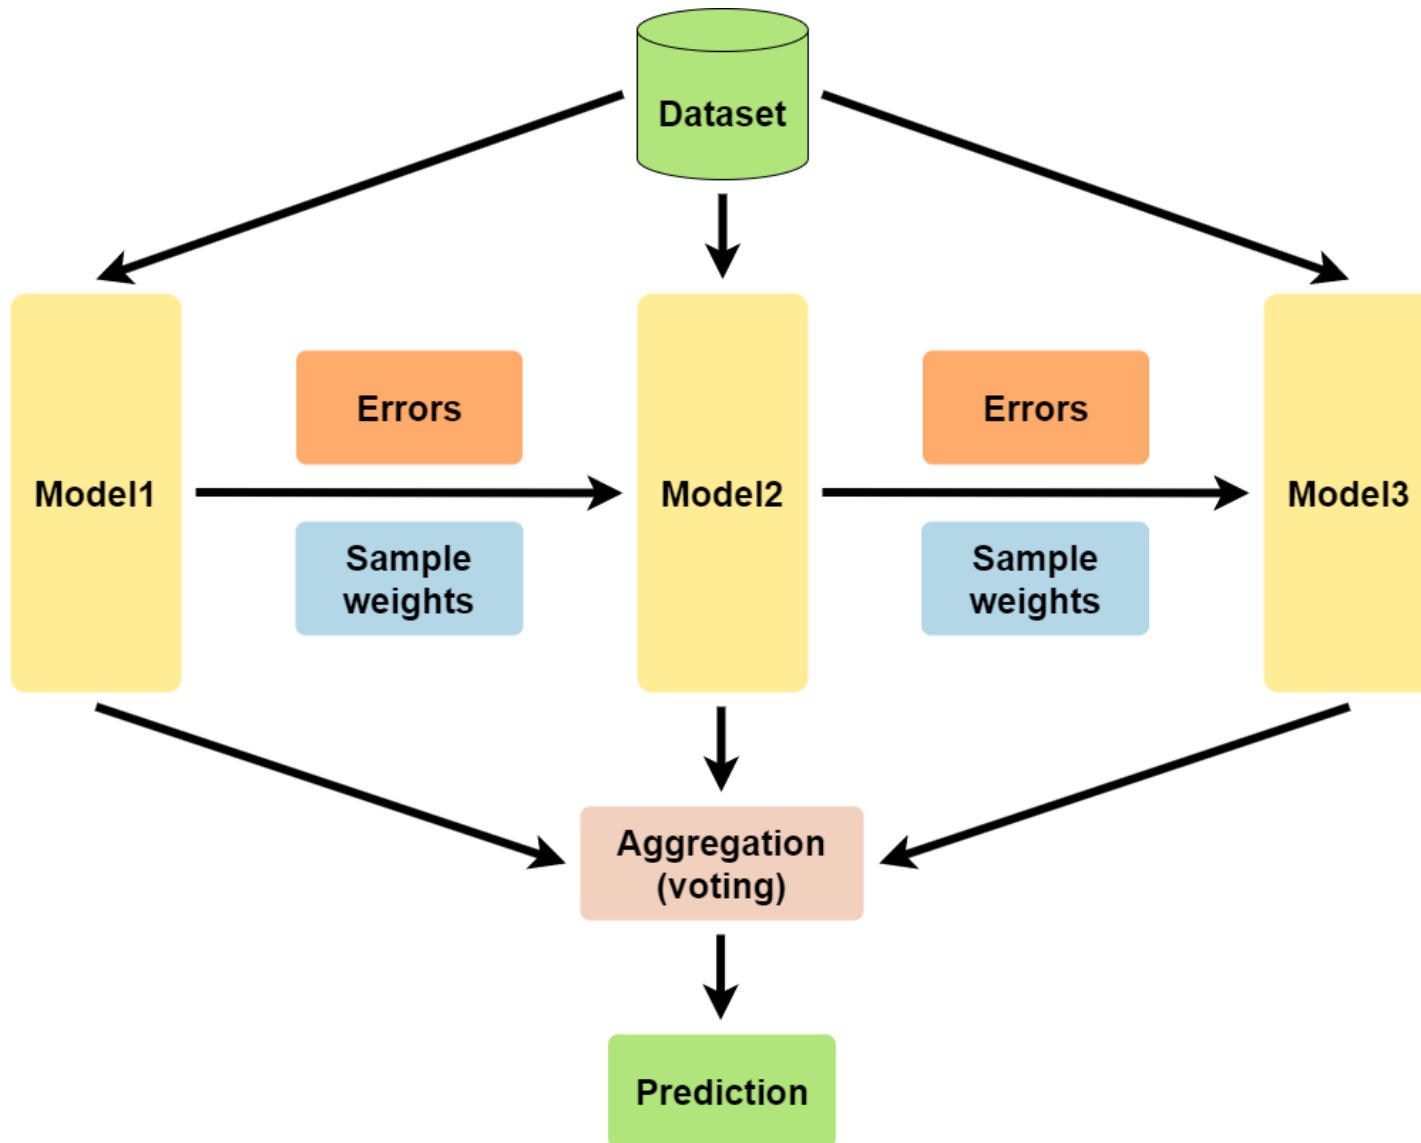 Dataset
Errors
Errors
Model1
Model2
Model3
Sample
weights
Sample
weights
Aggregation
(voting)
Prediction